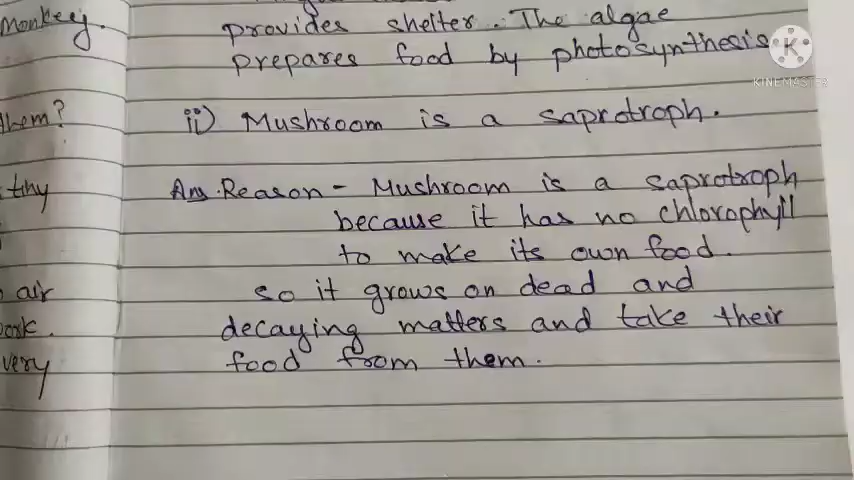 Monkey.
them?
tiny
air
ork.
very
provides shelter. The algae
prepares food by photosynthesis
ii) Mushroom is a saprotroph.
Ans. Reason - Mushroom is a saprotroph
because it has no chlorophyll
to make its own food.
so it grows on dead and
decaying matters and take their
food from them.
K
KINEMASTER